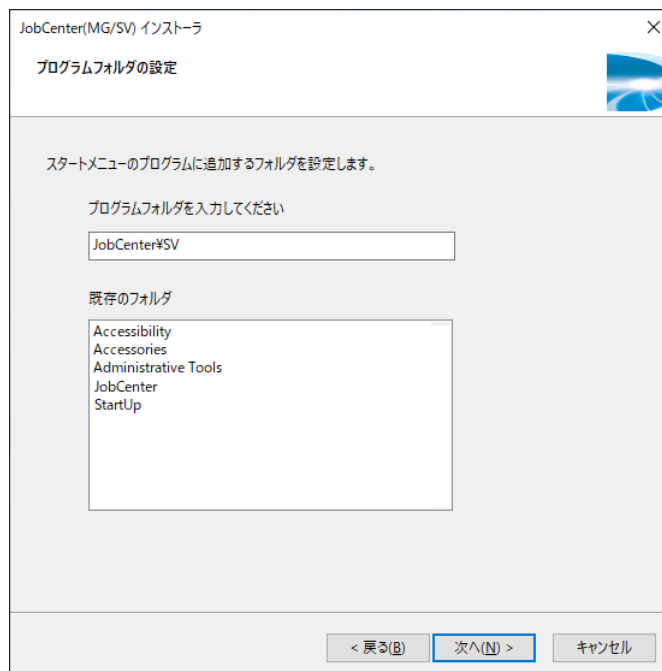 JobCenter(MG/SV) インストーラ
プログラムフォルダの設定
スタートメニューのプログラムに追加するフォルダを設定します。
プログラムフォルダを入力してください
JobCenter¥SV
既存のフォルダ
Accessibility
Accessories
Administrative Tools
JobCenter
StartUp
< 戻る(B)
次へ(N) >
キャンセル